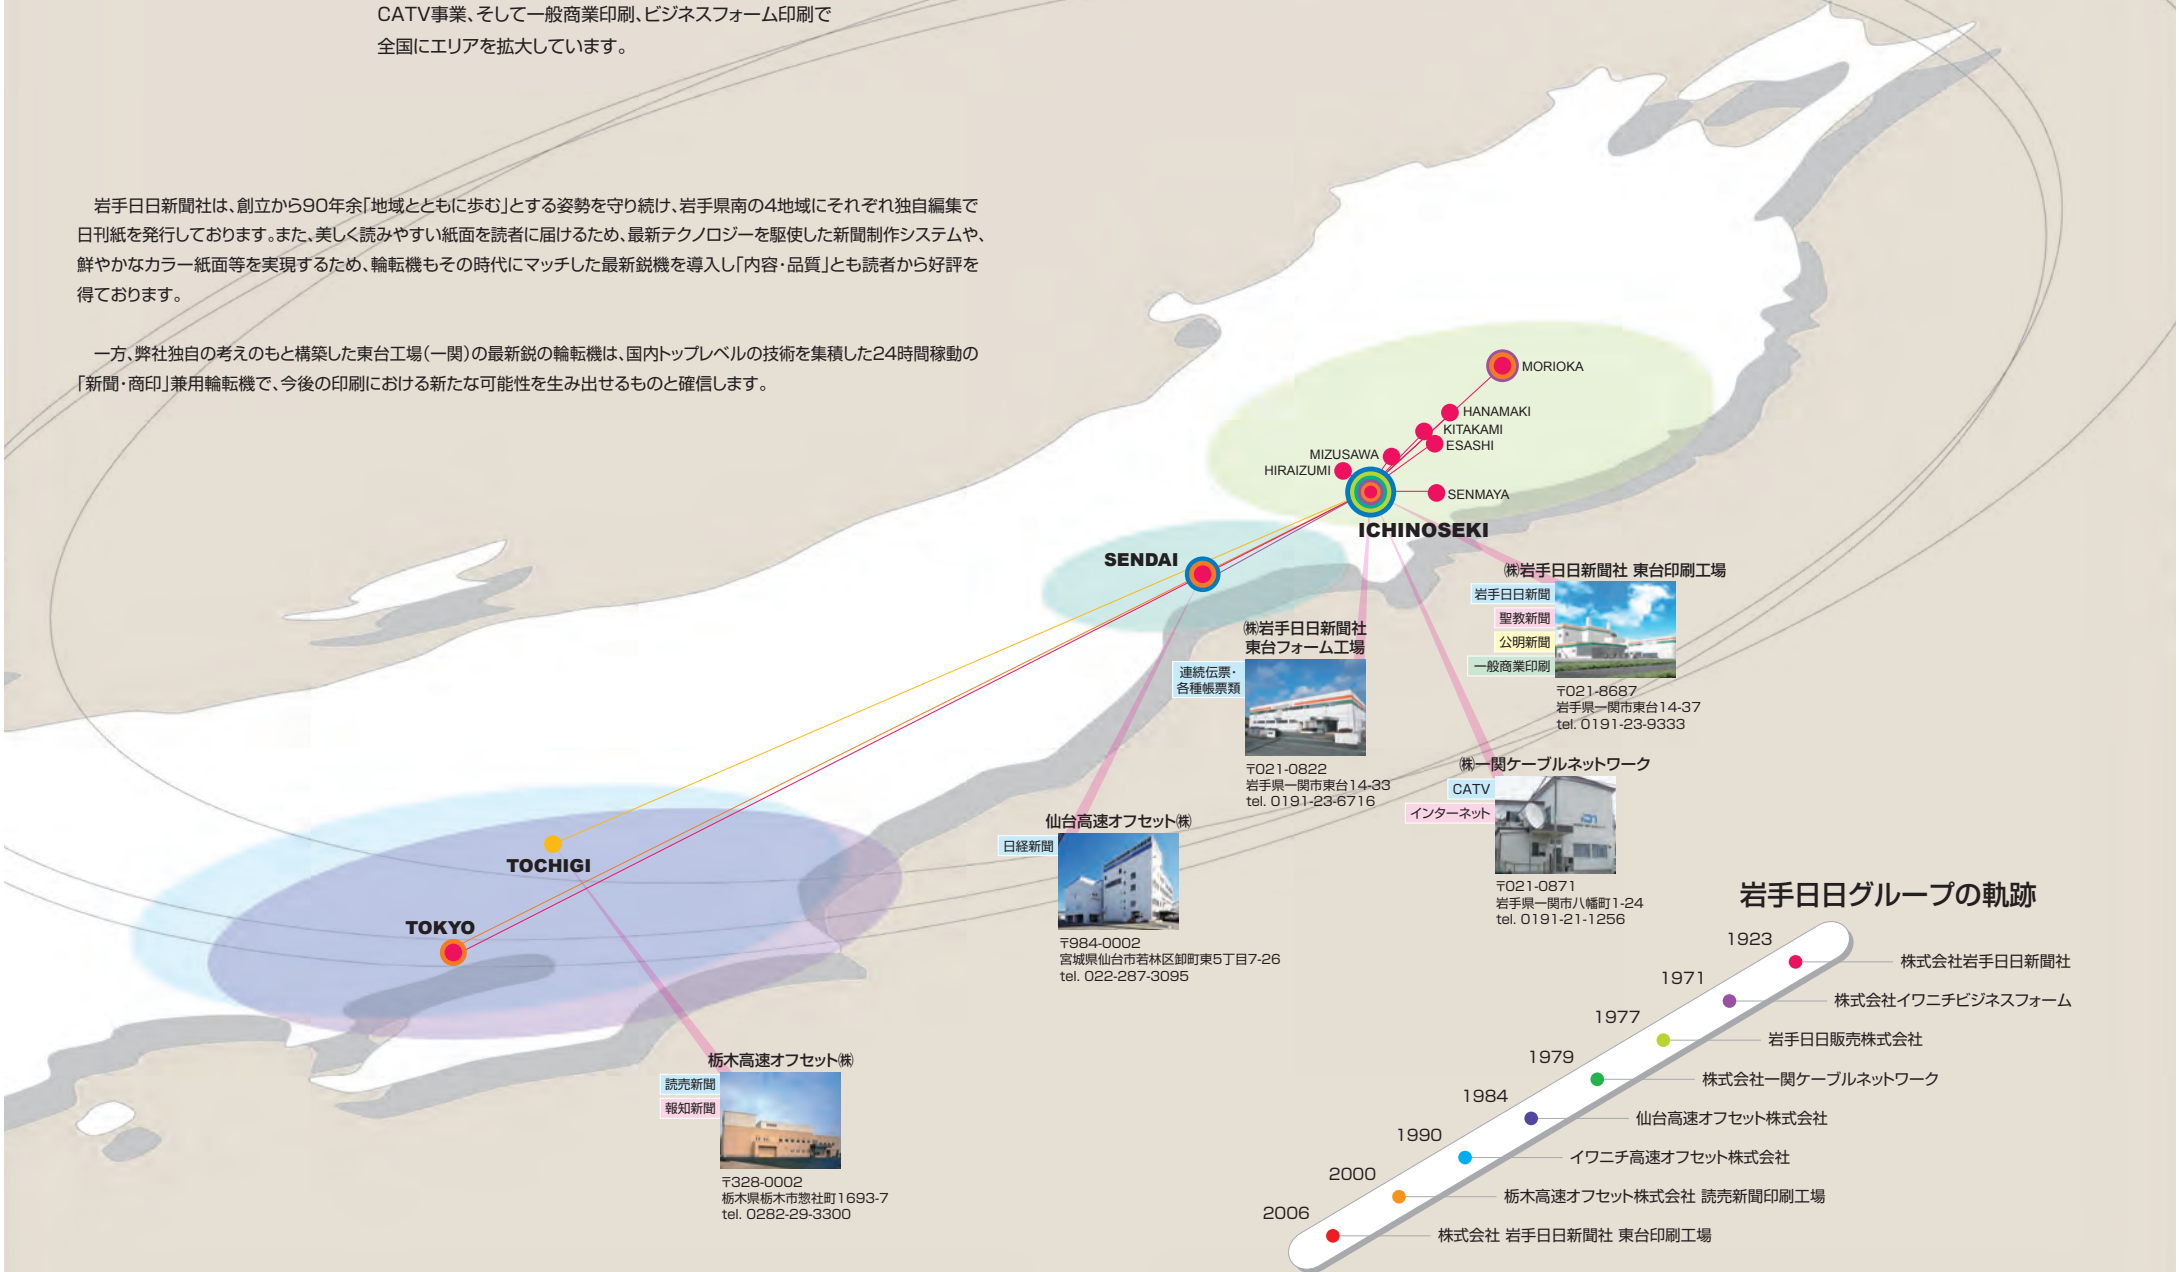 CATV事業、そして一般商業印刷、ビジネスフォーム印刷で
全国にエリアを拡大しています。
岩手日日新聞社は、創立から90年余「地域とともに歩む」とする姿勢を守り続け、岩手県南の4地域にそれぞれ独自編集で
日刊紙を発行しております。また、美しく読みやすい紙面を読者に届けるため、最新テクノロジーを駆使した新聞制作システムや、
鮮やかなカラー紙面等を実現するため、輪転機もその時代にマッチした最新鋭機を導入し「内容・品質」とも読者から好評を
得ております。
一方、弊社独自の考えのもと構築した東台工場（一関）の最新鋭の輪転機は、国内トップレベルの技術を集積した24時間稼動の
「新聞・商印」兼用輪転機で、今後の印刷における新たな可能性を生み出せるものと確信します。
MORIOKA
HANAMAKI
KITAKAMI
ESASHI
MIZUSAWA
HIRAIZUMI
SENMAYA
ICHINOSEKI
SENDAI
TOCHIGI
TOKYO
㈱岩手日日新聞社 東台印刷工場
岩手日日新聞
聖教新聞
公明新聞
一般商業印刷
〒021-8687
岩手県一関市東台14-37
tel. 0191-23-9333
㈱岩手日日新聞社
東台フォーム工場
連続伝票・
各種帳票類
〒021-0822
岩手県一関市東台14-33
tel. 0191-23-6716
㈱一関ケーブルネットワーク
CATV
インターネット
〒021-0871
岩手県一関市八幡町1-24
tel. 0191-21-1256
仙台高速オフセット㈱
日経新聞
〒984-0002
宮城県仙台市若林区卸町東5丁目7-26
tel. 022-287-3095
栃木高速オフセット㈱
読売新聞
報知新聞
〒328-0002
栃木県栃木市惣社町1693-7
tel. 0282-29-3300
岩手日日グループの軌跡
1923
株式会社岩手日日新聞社
1971
株式会社イワニチビジネスフォーム
1977
岩手日日販売株式会社
1979
株式会社一関ケーブルネットワーク
1984
仙台高速オフセット株式会社
1990
イワニチ高速オフセット株式会社
2000
栃木高速オフセット株式会社 読売新聞印刷工場
2006
株式会社 岩手日日新聞社 東台印刷工場